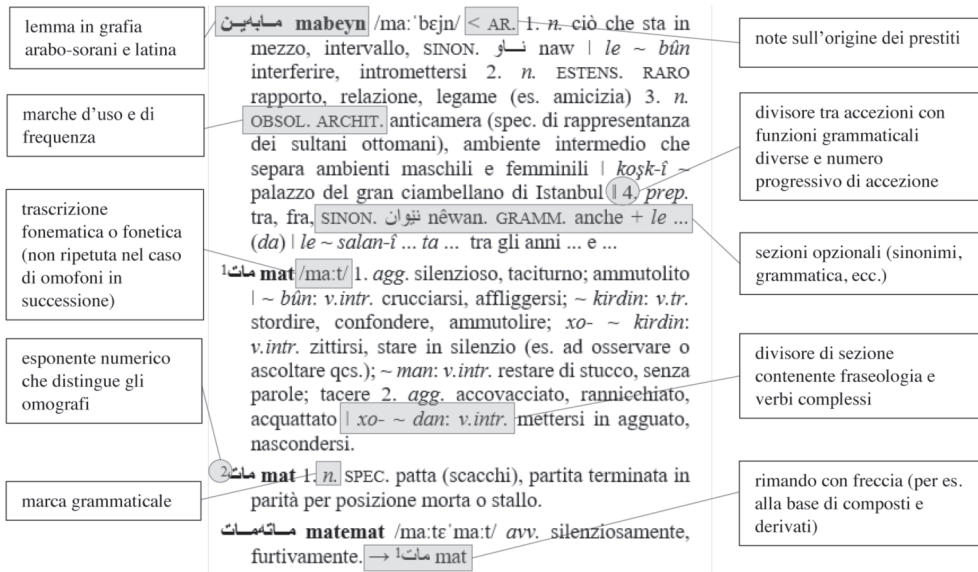 lemma in grafia
arabo-sorani e latina
marche d'uso e di
frequenza
trascrizione
fonematica o fonetica
(non ripetuta nel caso
di omofoni in
successione)
esponente numerico
che distingue gli
omografi
marca grammaticale
مـابـەیـن mabeyn /maːˈbɛjn/ < AR. 1. n. ciò che sta in
mezzo, intervallo, SINON. نـاو naw | le ~ bûn
interferire, intromettersi 2. n. ESTENS. RARO
rapporto, relazione, legame (es. amicizia) 3. n.
OBSOL. ARCHIT. anticamera (spec. di rappresentanza
dei sultani ottomani), ambiente intermedio che
separa ambienti maschili e femminili | koşk-î ~
palazzo del gran ciambellano di Istanbul ‖ 4. prep.
tra, fra, SINON. نێوان nêwan. GRAMM. anche + le ...
(da) | le ~ salan-î ... ta ... tra gli anni ... e ...
¹مات mat /maːt/ 1. agg. silenzioso, taciturno; ammutolito
| ~ bûn: v.intr. crucciarsi, affliggersi; ~ kirdin: v.tr.
stordire, confondere, ammutolire; xo- ~ kirdin:
v.intr. zittirsi, stare in silenzio (es. ad osservare o
ascoltare qcs.); ~ man: v.intr. restare di stucco, senza
parole; tacere 2. agg. accovacciato, rannicchiato,
acquattato | xo- ~ dan: v.intr. mettersi in agguato,
nascondersi.
²مات mat 1. n. SPEC. patta (scacchi), partita terminata in
parità per posizione morta o stallo.
مـاتەمـات matemat /maːtɛˈmaːt/ avv. silenziosamente,
furtivamente. → ¹مات mat
note sull'origine dei prestiti
divisore tra accezioni con
funzioni grammaticali
diverse e numero
progressivo di accezione
sezioni opzionali (sinonimi,
grammatica, ecc.)
divisore di sezione
contenente fraseologia e
verbi complessi
rimando con freccia (per es.
alla base di composti e
derivati)